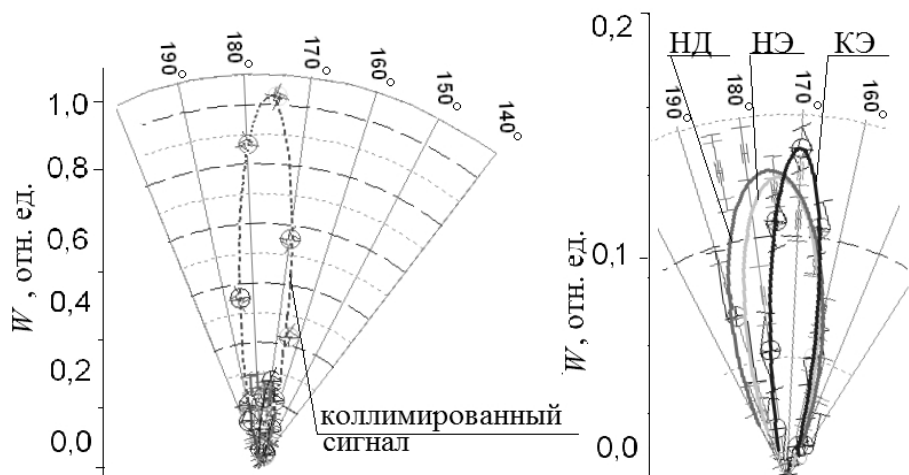 190°
180°
170°
160°
150°
140°
1,0
0,8
0,6
0,4
0,2
0,0
W , отн. ед.
коллимированный
сигнал
0,2
0,1
0,0
W, отн. ед.
НД
НЭ
КЭ
190°
180°
170°
160°